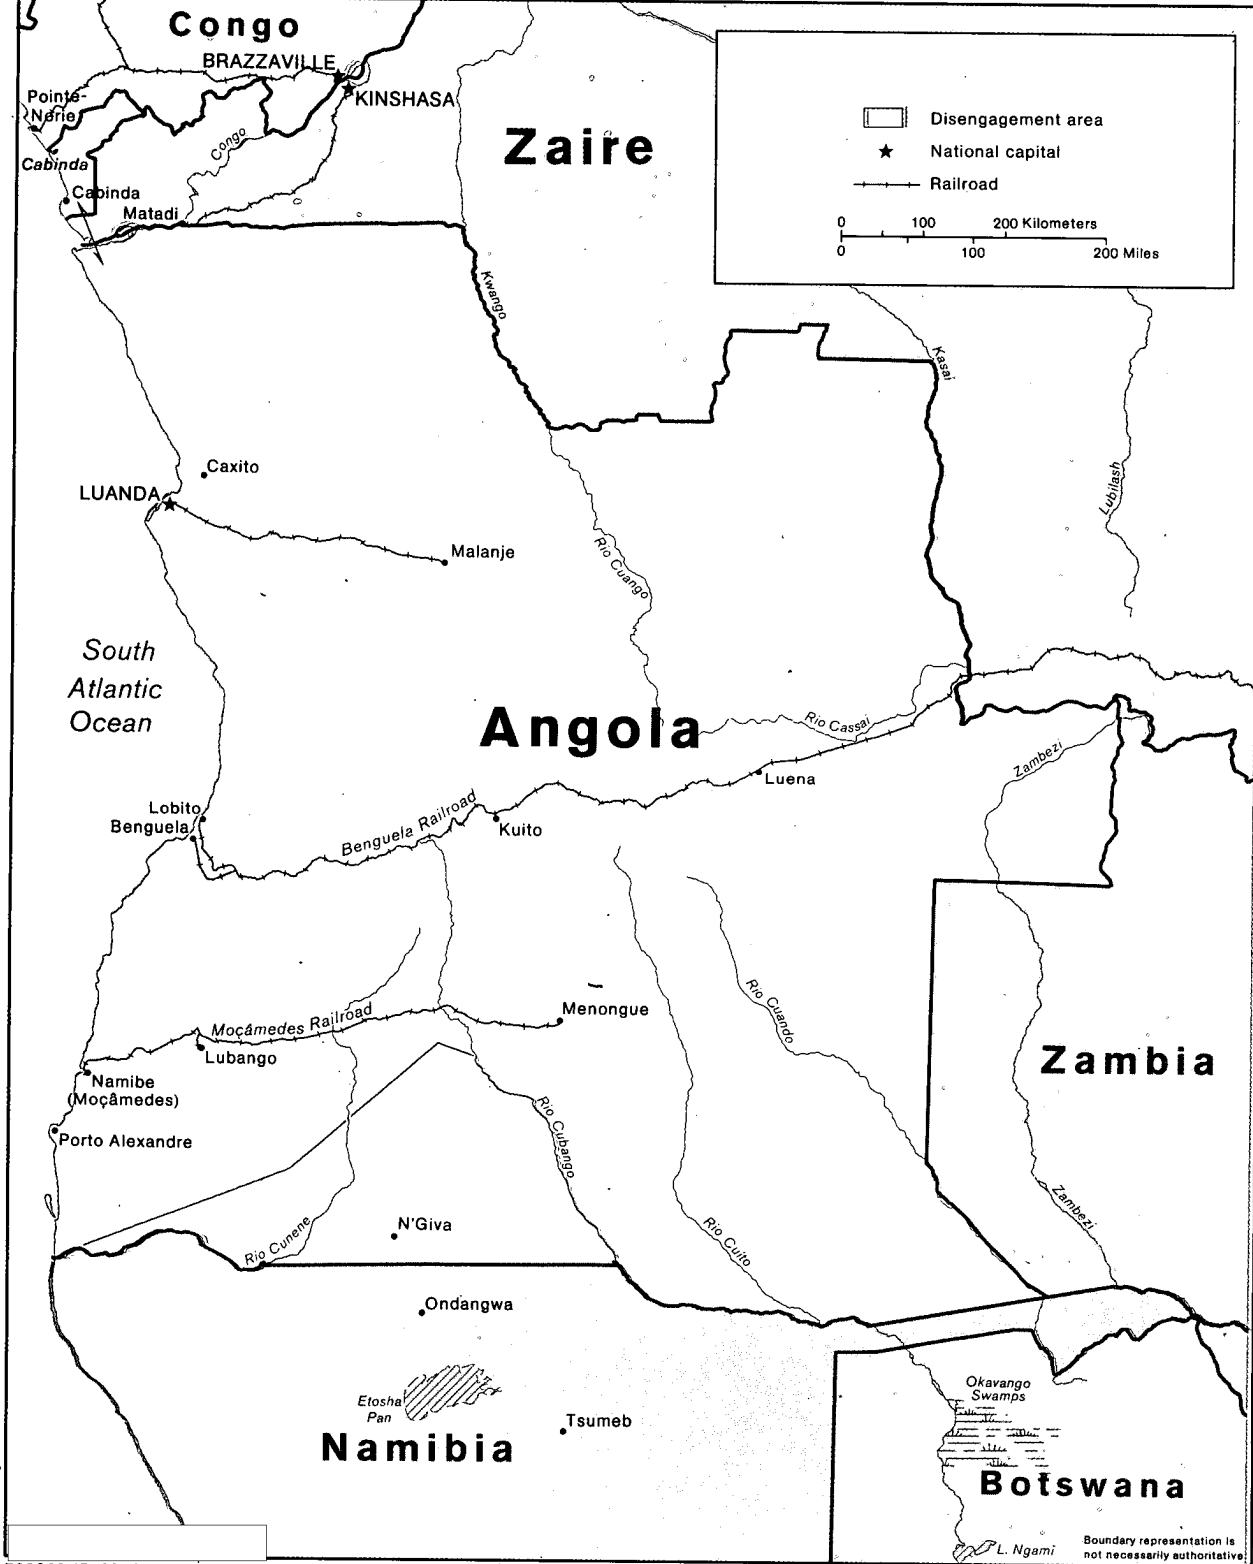 Congo
BRAZZAVILLE
KINSHASA
Pointe-
Nerie
Cabinda
Cabinda
Congo
Matadi
Zaire
Disengagement area
National capital
Railroad
0 100 200 Kilometers
0 100 200 Miles
Kwango
Kasai
Lubilash
Caxito
LUANDA
Malanje
Rio Cuango
South
Atlantic
Ocean
Angola
Rio Cassai
Luena
Zambezi
Lobito
Benguela
Benguela Railroad
Kuito
Rio Cuando
Menongue
Moçâmedes Railroad
Lubango
Namibe
(Moçâmedes)
Porto Alexandre
Zambia
Rio Cubango
Zambezi
N'Giva
Rio Cunene
Rio Cuito
Ondangwa
Etosha
Pan
Tsumeb
Namibia
Okavango
Swamps
Botswana
L. Ngami
Boundary representation is
not necessarily authoritative